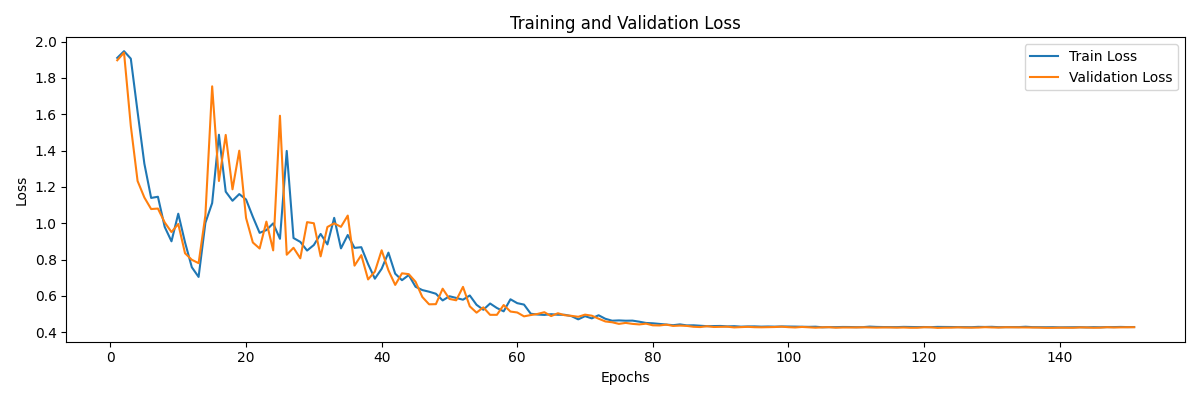 Training and Validation Loss
Train Loss
Validation Loss
2.0
1.8
1.6
1.4
1.2
1.0
0.8
0.6
0.4
Loss
0 20 40 60 80 100 120 140
Epochs